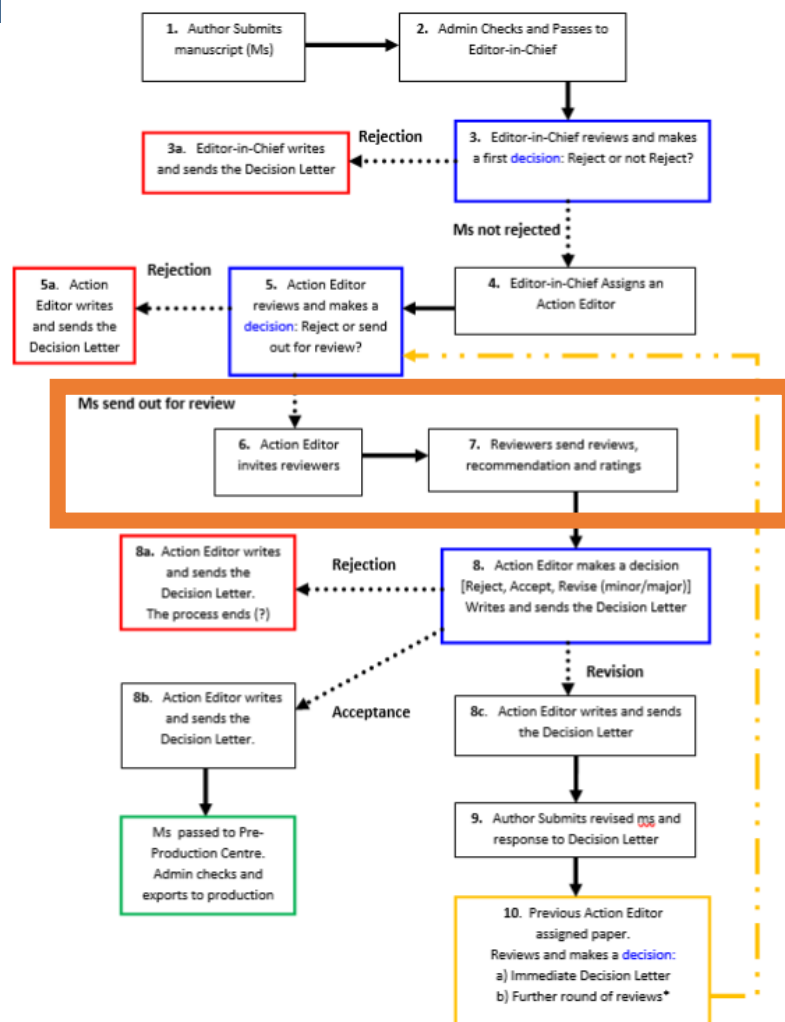 1. Author Submits
manuscript (Ms)
2. Admin Checks and Passes to
Editor-in-Chief
3. Editor-in-Chief reviews and makes
a first decision: Reject or not Reject?
Rejection
3a. Editor-in-Chief writes
and sends the Decision Letter
Ms not rejected
4. Editor-in-Chief Assigns an
Action Editor
5. Action Editor
reviews and makes a
decision: Reject or send
out for review?
Rejection
5a. Action
Editor writes
and sends the
Decision Letter
Ms send out for review
6. Action Editor
invites reviewers
7. Reviewers send reviews,
recommendation and ratings
8. Action Editor makes a decision
[Reject, Accept, Revise (minor/major)]
Writes and sends the Decision Letter
Rejection
8a. Action Editor writes
and sends the
Decision Letter.
The process ends (?)
Acceptance
8b. Action Editor writes
and sends the
Decision Letter.
Ms passed to Pre-
Production Centre.
Admin checks and
exports to production
Revision
8c. Action Editor writes and sends
the Decision Letter
9. Author Submits revised ms and
response to Decision Letter
10. Previous Action Editor
assigned paper.
Reviews and makes a decision:
a) Immediate Decision Letter
b) Further round of reviews*